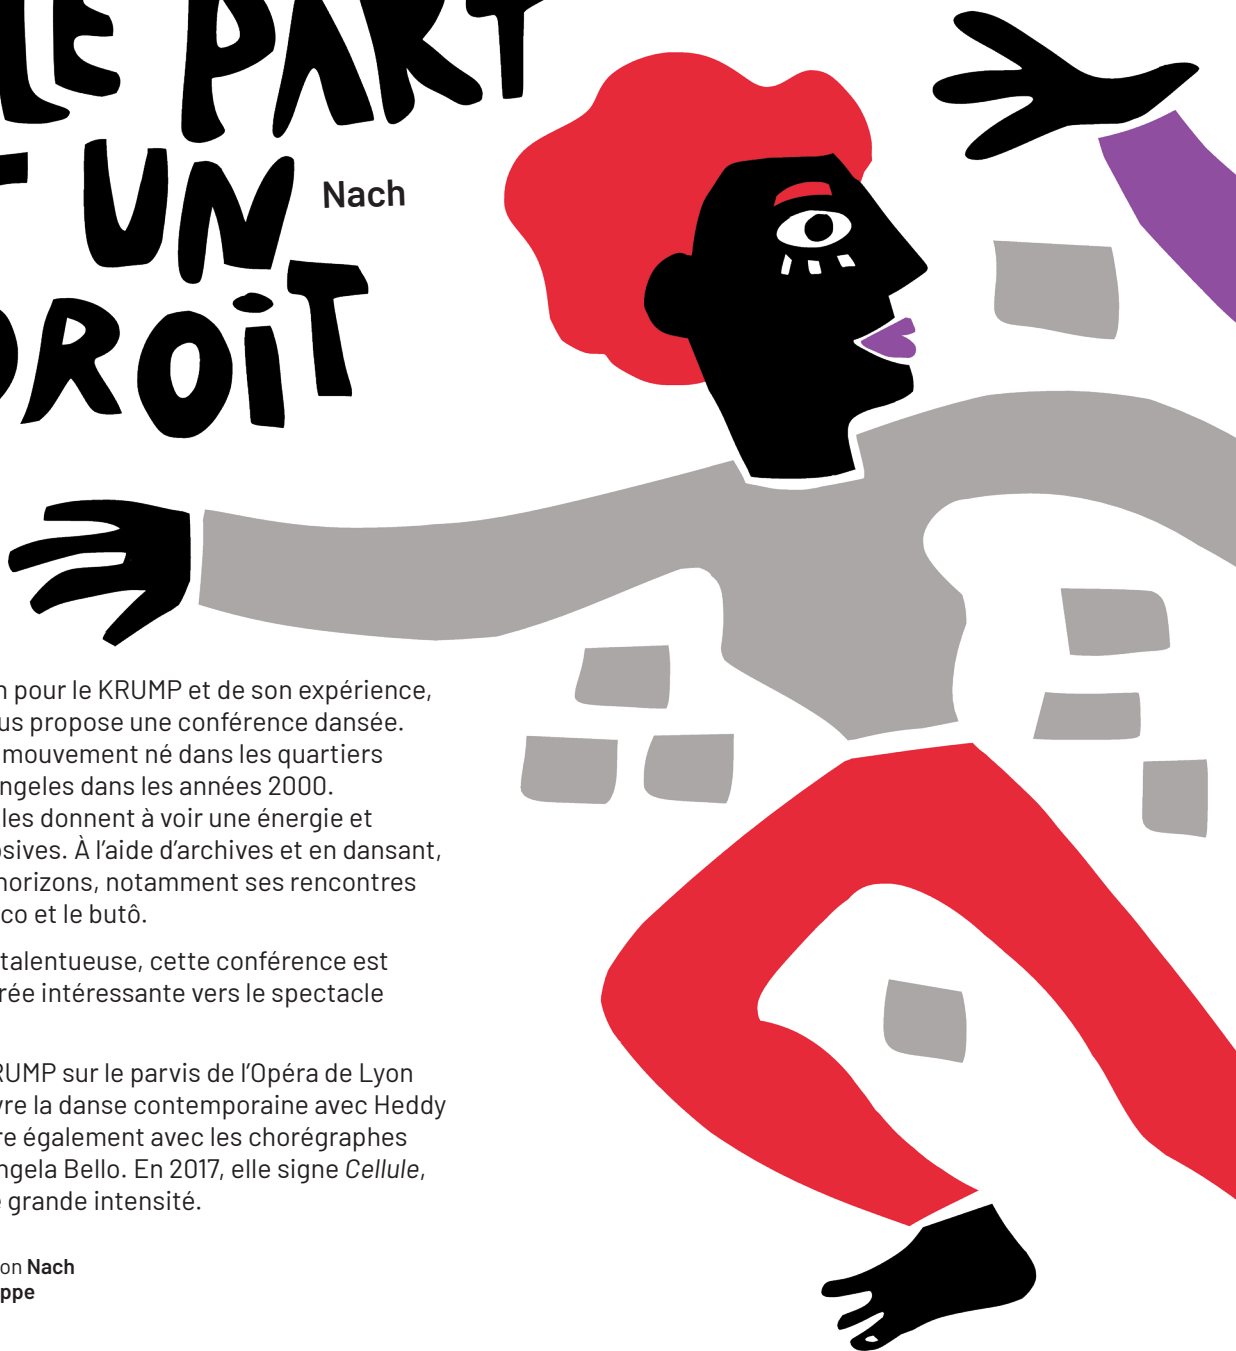 LE PART
UN
Nach
DROiT
pour le KRUMP et de son expérience,
propose une conférence dansée.
mouvement né dans les quartiers
ngeles dans les années 2000.
les donnent à voir une énergie et
sives. À l’aide d’archives et en dansant,
horizons, notamment ses rencontres
co et le butô.
talentueuse, cette conférence est
rée intéressante vers le spectacle
RUMP sur le parvis de l’Opéra de Lyon
vre la danse contemporaine avec Heddy
re également avec les chorégraphes
ngela Bello. En 2017, elle signe Cellule,
grande intensité.
on Nach
ppe